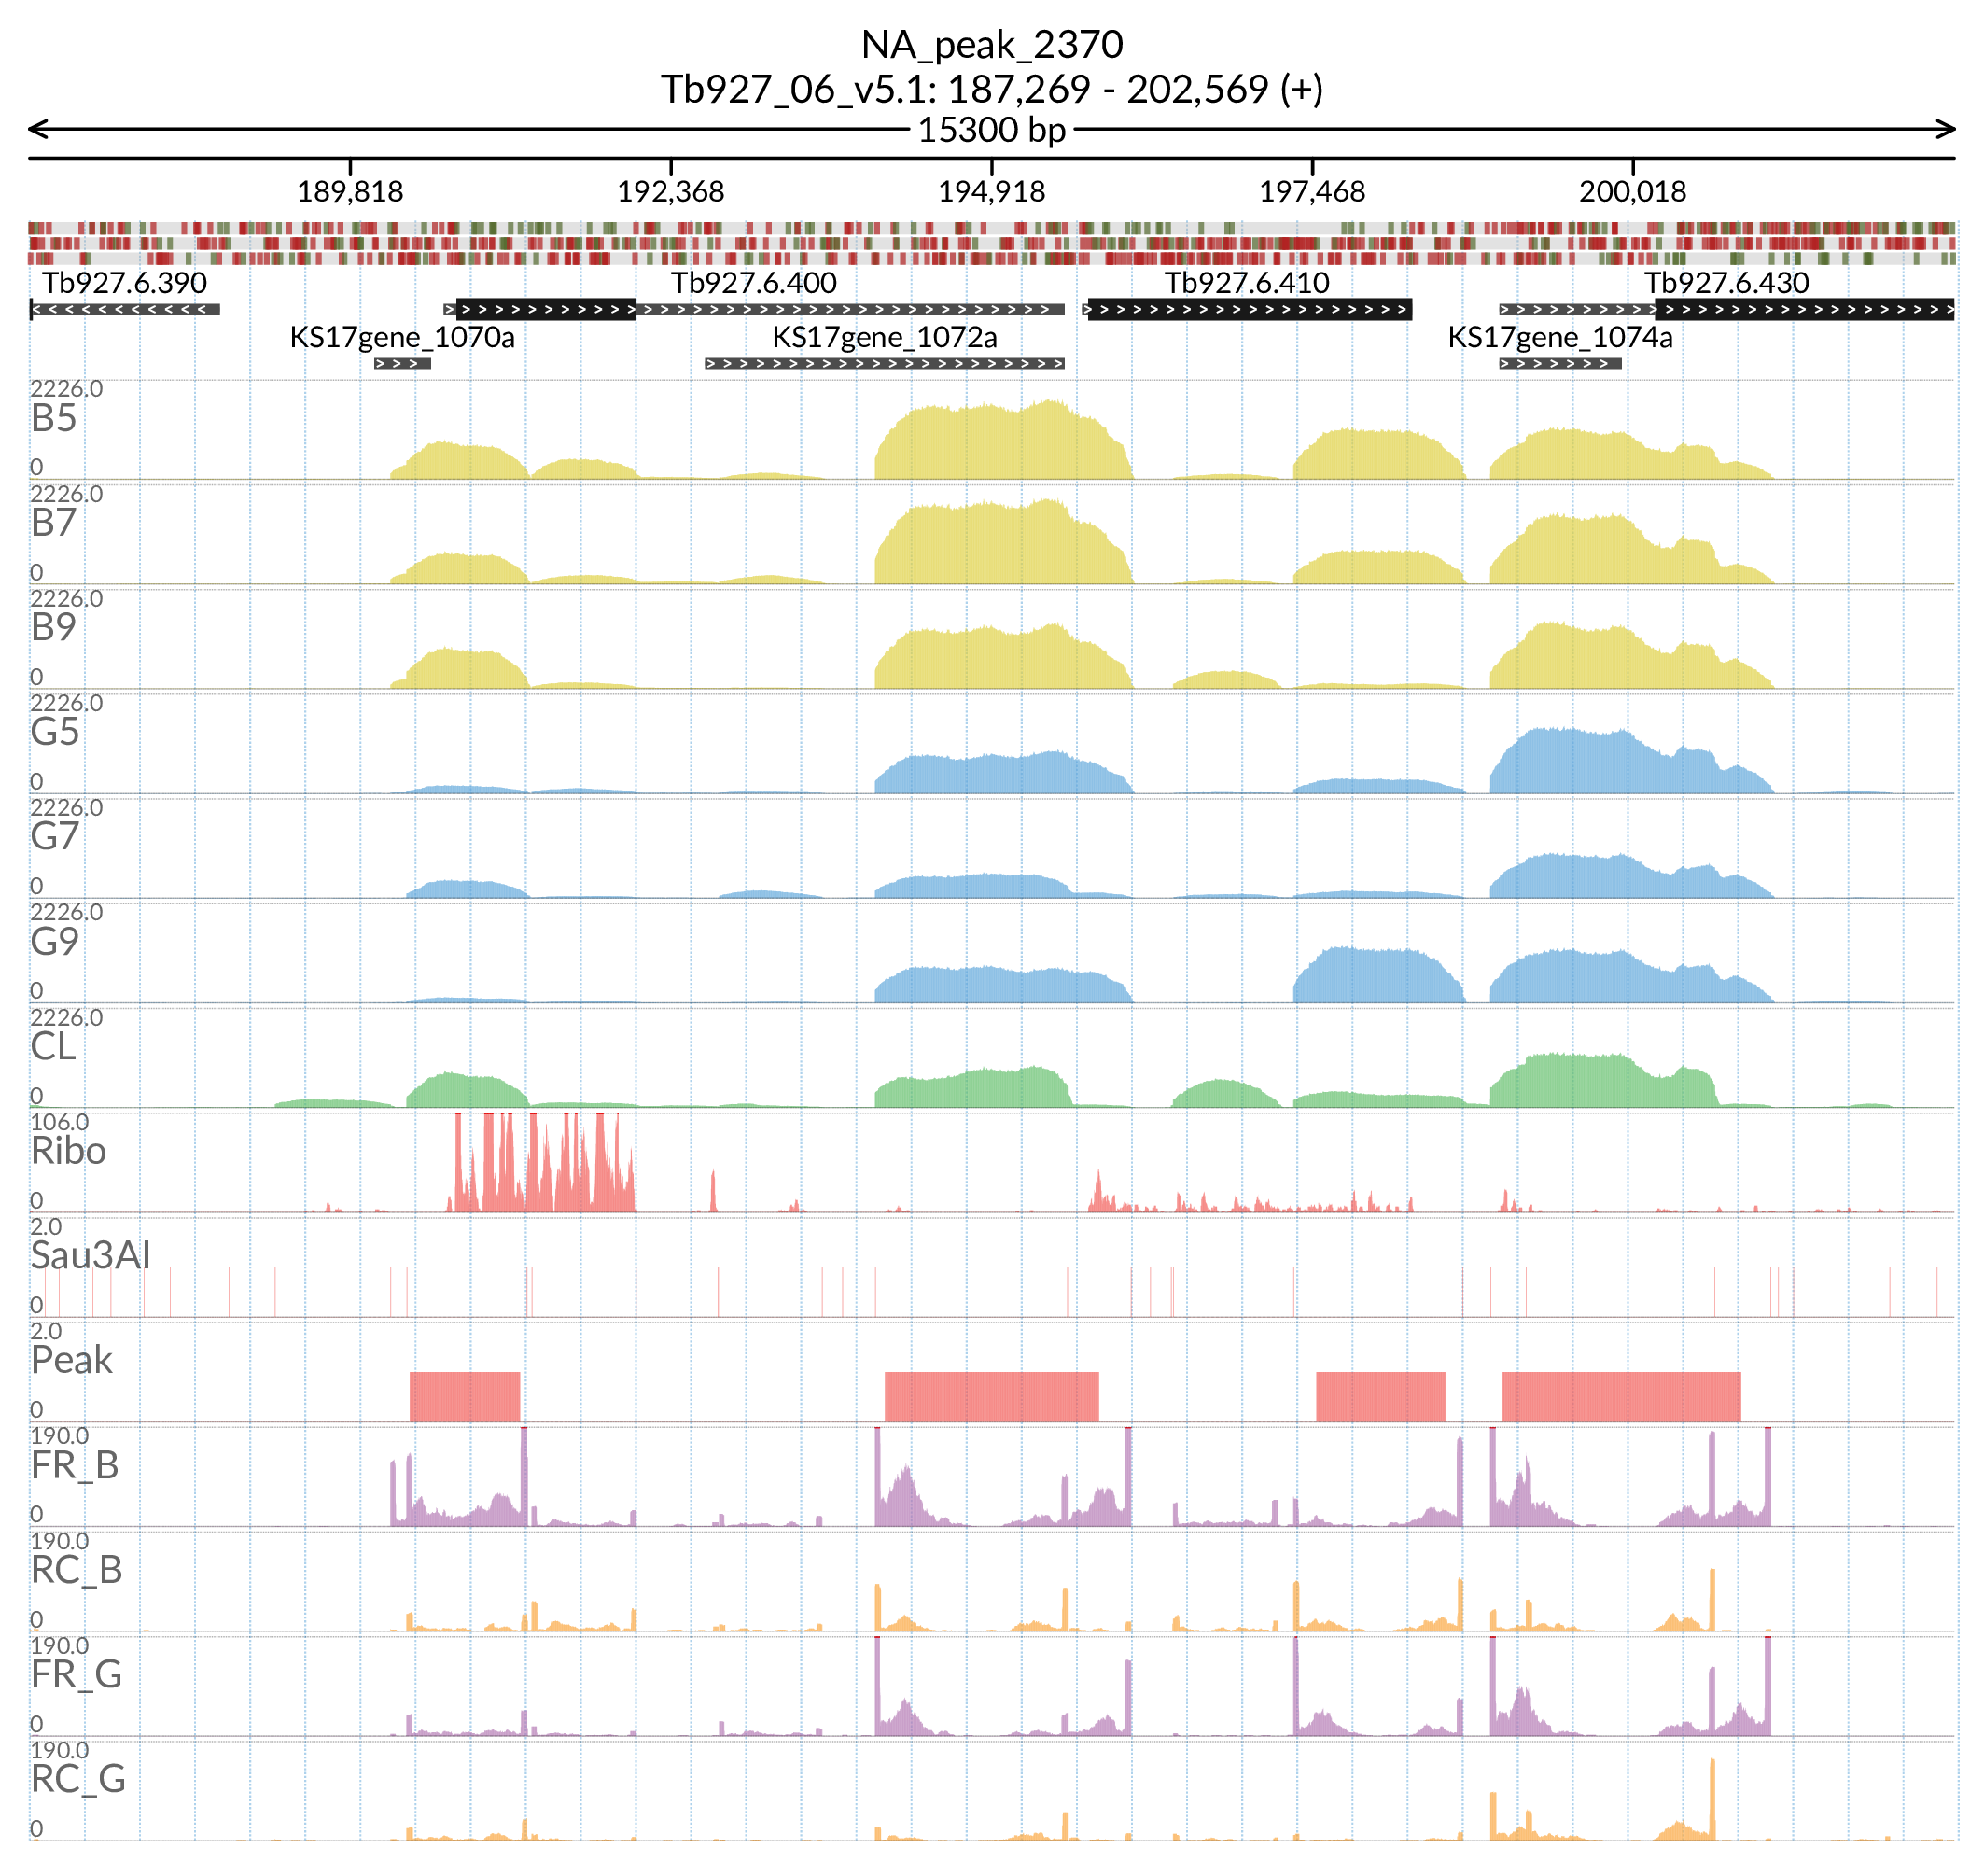 NA_peak_2370
Tb927_06_v5.1: 187,269 - 202,569 (+)
15300 bp
189,818 192,368 194,918 197,468 200,018
Tb927.6.390 Tb927.6.400 Tb927.6.410 Tb927.6.430
KS17gene_1070a KS17gene_1072a KS17gene_1074a
2226.0
B5
0
2226.0
B7
0
2226.0
B9
0
2226.0
G5
0
2226.0
G7
0
2226.0
G9
0
2226.0
CL
0
106.0
Ribo
0
2.0
Sau3AI
0
2.0
Peak
0
190.0
FR_B
0
190.0
RC_B
0
190.0
FR_G
0
190.0
RC_G
0